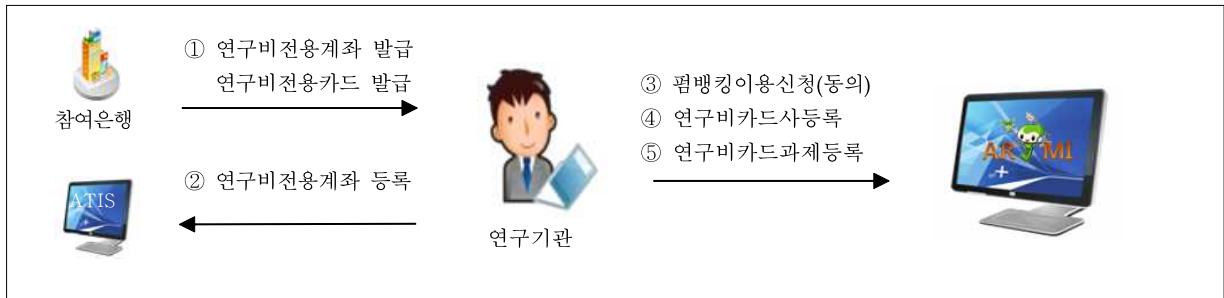 ① 연구비전용계좌 발급
연구비전용카드 발급
참여은행
② 연구비전용계좌 등록
ATIS
연구기관
③ 펌뱅킹이용신청(동의)
④ 연구비카드사등록
⑤ 연구비카드과제등록